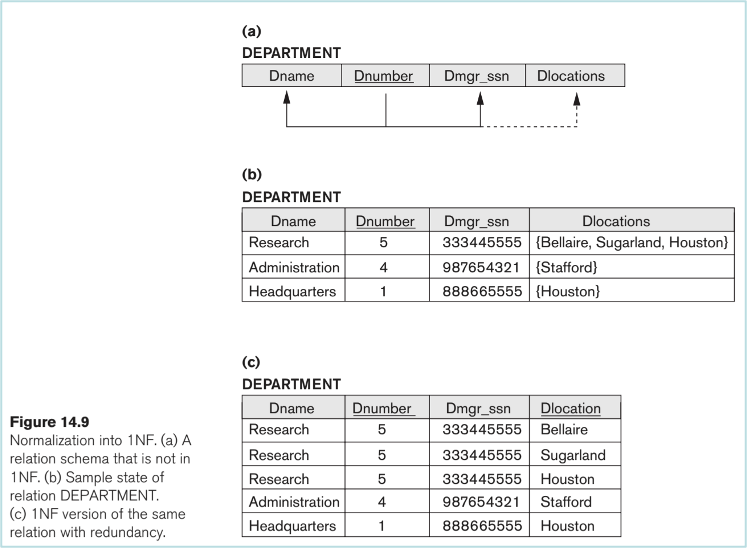 (a)
DEPARTMENT
Dname Dnumber Dmgr_ssn Dlocations
(b)
DEPARTMENT
Dname Dnumber Dmgr_ssn Dlocations
Research 5 333445555 {Bellaire, Sugarland, Houston}
Administration 4 987654321 {Stafford}
Headquarters 1 888665555 {Houston}
(c)
DEPARTMENT
Dname Dnumber Dmgr_ssn Dlocation
Research 5 333445555 Bellaire
Research 5 333445555 Sugarland
Research 5 333445555 Houston
Administration 4 987654321 Stafford
Headquarters 1 888665555 Houston
Figure 14.9
Normalization into 1NF. (a) A
relation schema that is not in
1NF. (b) Sample state of
relation DEPARTMENT.
(c) 1NF version of the same
relation with redundancy.